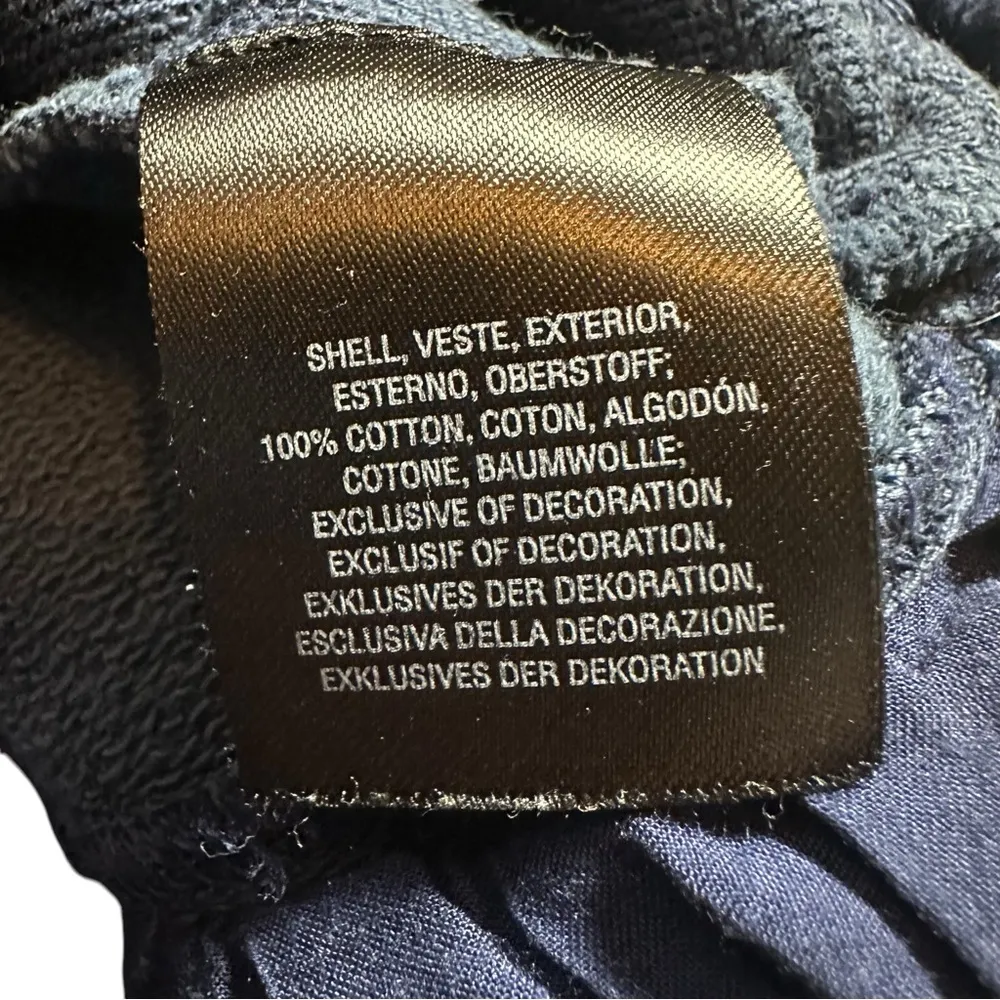 SHELL, VESTE, EXTERIOR,
ESTERNO, OBERSTOFF;
100% COTTON, COTON, ALGODÓN,
COTONE, BAUMWOLLE;
EXCLUSIVE OF DECORATION,
EXCLUSIF OF DECORATION,
EXKLUSIVES DER DEKORATION,
ESCLUSIVA DELLA DECORAZIONE,
EXKLUSIVES DER DEKORATION